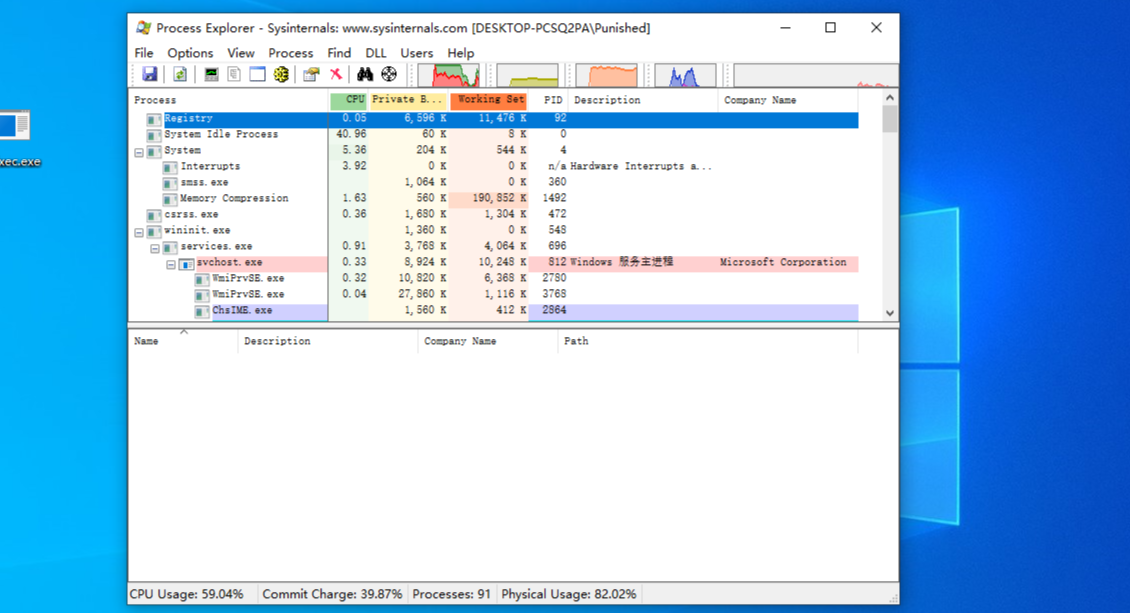 Process Explorer - Sysinternals: www.sysinternals.com [DESKTOP-PCSQ2PA\Punished]
File Options View Process Find DLL Users Help
Process CPU Private B... Working Set PID Description Company Name
Registry 0.05 6,596 K 11,476 K 92
System Idle Process 40.96 60 K 8 K 0
xec.exe
System 5.36 204 K 544 K 4
Interrupts 3.92 0 K 0 K n/a Hardware Interrupts a...
smss.exe 1,064 K 0 K 360
Memory Compression 1.63 560 K 190,852 K 1492
csrss.exe 0.36 1,680 K 1,304 K 472
wininit.exe 1,360 K 0 K 548
services.exe 0.91 3,768 K 4,064 K 696
svchost.exe 0.33 8,924 K 10,248 K 812 Windows 服务主进程 Microsoft Corporation
WmiPrvSE.exe 0.32 10,820 K 6,368 K 2780
WmiPrvSE.exe 0.04 27,860 K 1,116 K 3768
ChsIME.exe 1,560 K 412 K 2864
Name Description Company Name Path
CPU Usage: 59.04% Commit Charge: 39.87% Processes: 91 Physical Usage: 82.02%